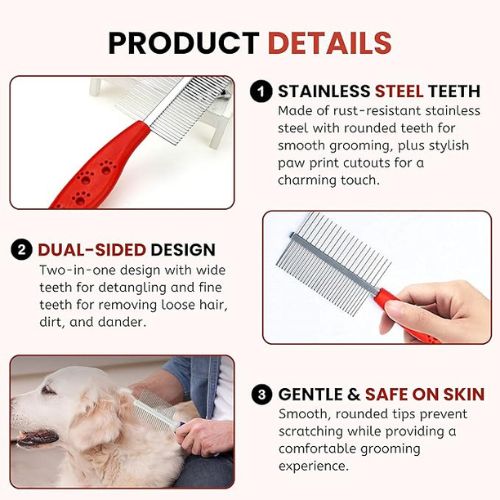 PRODUCT DETAILS
1 STAINLESS STEEL TEETH
Made of rust-resistant stainless
steel with rounded teeth for
smooth grooming, plus stylish
paw print cutouts for a
charming touch.
2 DUAL-SIDED DESIGN
Two-in-one design with wide
teeth for detangling and fine
teeth for removing loose hair,
dirt, and dander.
3 GENTLE & SAFE ON SKIN
Smooth, rounded tips prevent
scratching while providing a
comfortable grooming
experience.